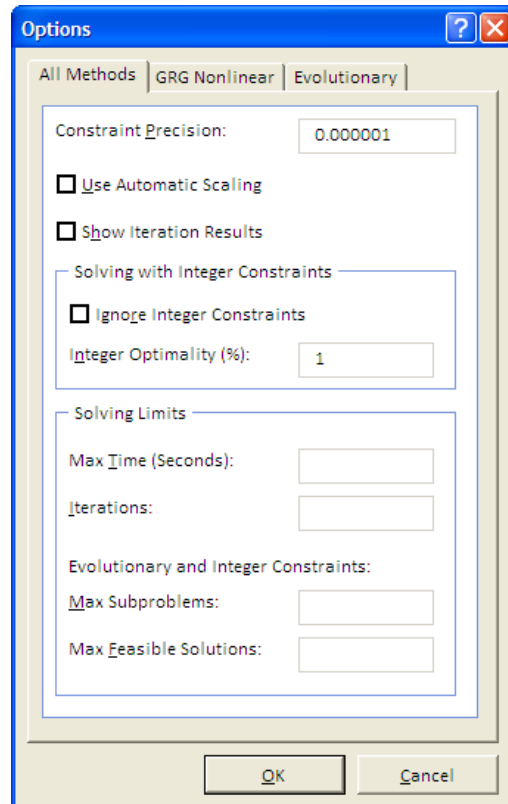 Options
All Methods GRG Nonlinear Evolutionary
Constraint Precision: 0.000001
Use Automatic Scaling
Show Iteration Results
Solving with Integer Constraints
Ignore Integer Constraints
Integer Optimality (%): 1
Solving Limits
Max Time (Seconds):
Iterations:
Evolutionary and Integer Constraints:
Max Subproblems:
Max Feasible Solutions:
OK Cancel